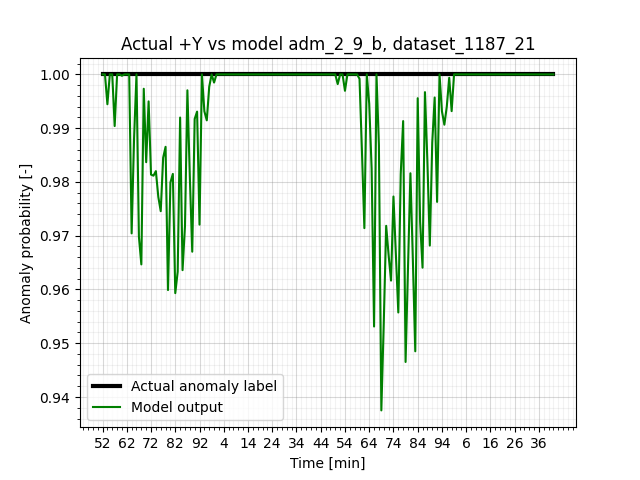 Actual +Y vs model adm_2_9_b, dataset_1187_21
1.00
0.99
0.98
0.97
0.96
0.95
0.94
Anomaly probability [-]
Actual anomaly label
Model output
52 62 72 82 92 4 14 24 34 44 54 64 74 84 94 6 16 26 36
Time [min]